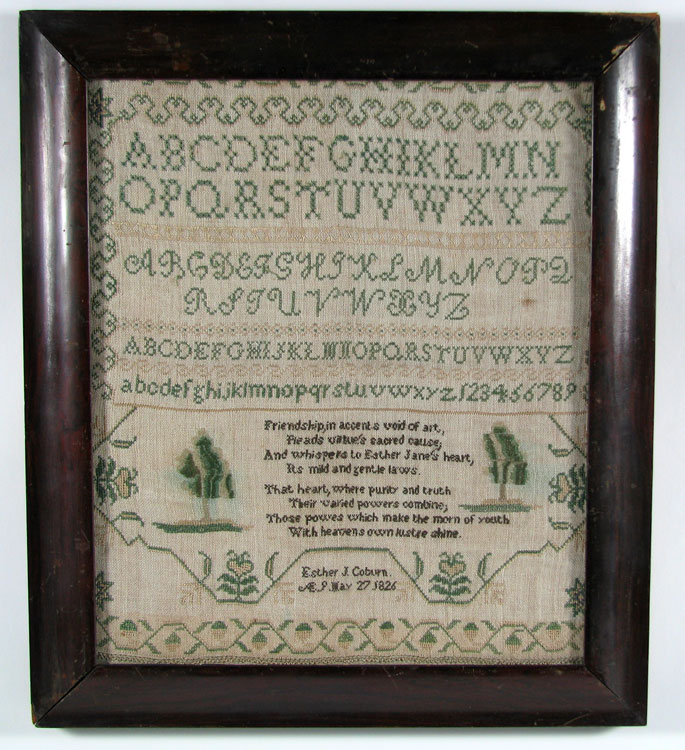 ABCDEFGHIKLMN
OPQRSTUVWXYZ
ABCDEFGHIKLMNOPQ
RSTUVWXYZ
ABCDEFGHIJKLMNOPQRSTUVWXYZ
abcdefghijklmnopqrstuvwxyz123456789
Friendship, in accents void of art,
Pleads virtue's sacred cause;
And whispers to Esther Jane's heart,
Its mild and gentle laws.
That heart, where purity and truth
Their varied powers combine;
Those powes which make the morn of youth
With heavens own lustre shine.
Esther J. Coburn.
Æ. 9. May 27 1826